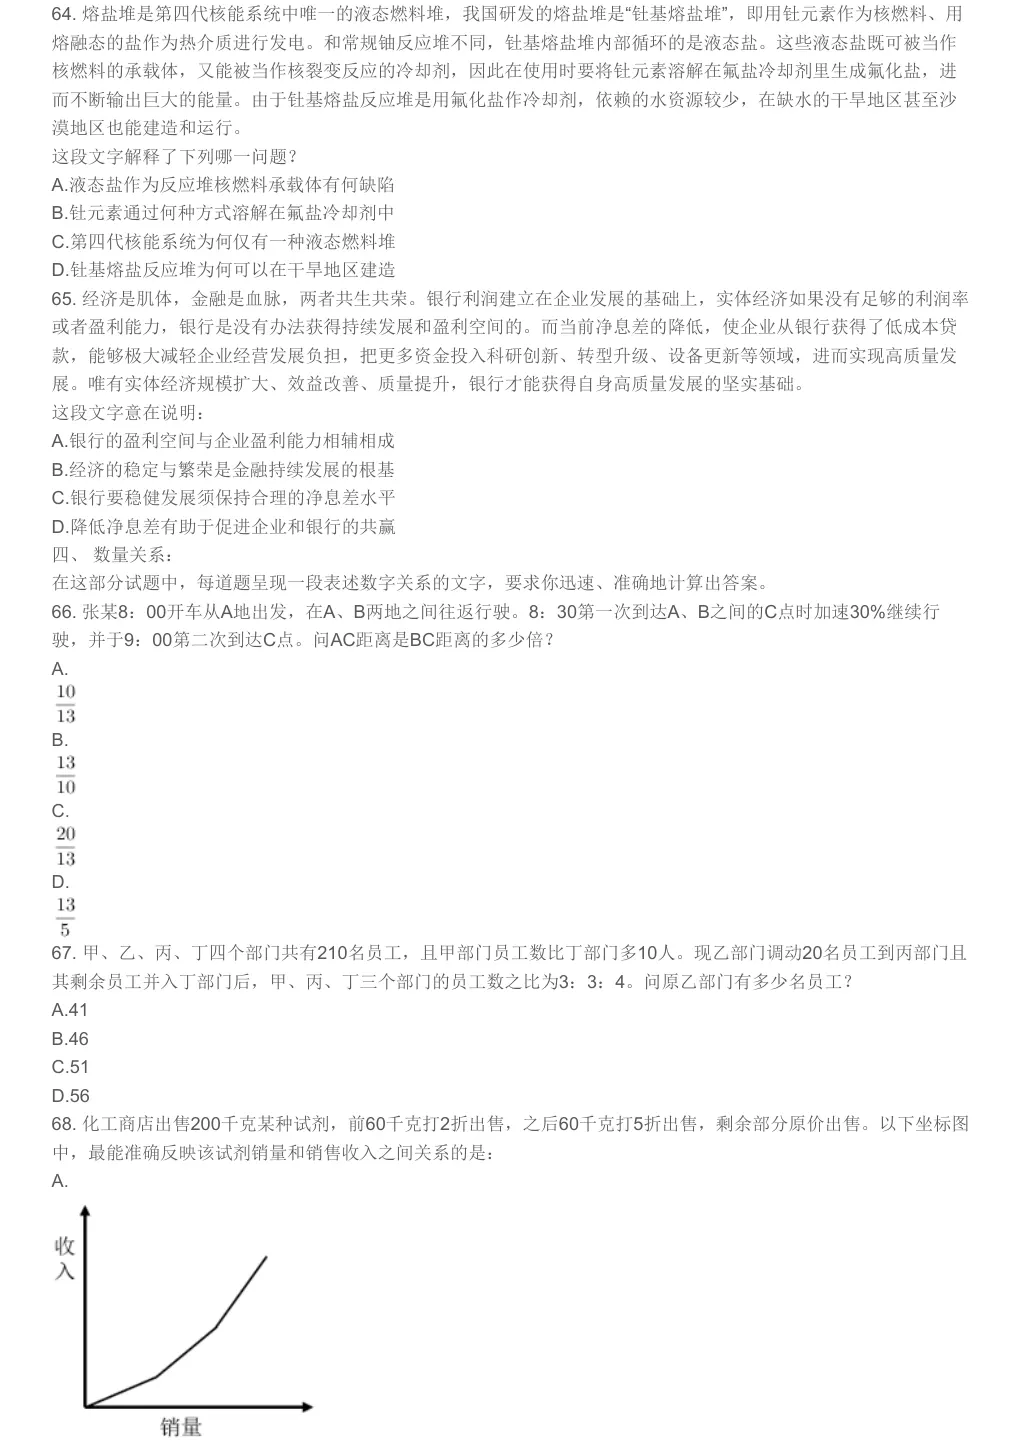 64. 熔盐堆是第四代核能系统中唯一的液态燃料堆，我国研发的熔盐堆是“钍基熔盐堆”，即用钍元素作为核燃料、用
熔融态的盐作为热介质进行发电。和常规铀反应堆不同，钍基熔盐堆内部循环的是液态盐。这些液态盐既可被当作
核燃料的承载体，又能被当作核裂变反应的冷却剂，因此在使用时要将钍元素溶解在氟盐冷却剂里生成氟化盐，进
而不断输出巨大的能量。由于钍基熔盐反应堆是用氟化盐作冷却剂，依赖的水资源较少，在缺水的干旱地区甚至沙
漠地区也能建造和运行。
这段文字解释了下列哪一问题？
A.液态盐作为反应堆核燃料承载体有何缺陷
B.钍元素通过何种方式溶解在氟盐冷却剂中
C.第四代核能系统为何仅有一种液态燃料堆
D.钍基熔盐反应堆为何可以在干旱地区建造
65. 经济是肌体，金融是血脉，两者共生共荣。银行利润建立在企业发展的基础上，实体经济如果没有足够的利润率
或者盈利能力，银行是没有办法获得持续发展和盈利空间的。而当前净息差的降低，使企业从银行获得了低成本贷
款，能够极大减轻企业经营发展负担，把更多资金投入科研创新、转型升级、设备更新等领域，进而实现高质量发
展。唯有实体经济规模扩大、效益改善、质量提升，银行才能获得自身高质量发展的坚实基础。
这段文字意在说明：
A.银行的盈利空间与企业盈利能力相辅相成
B.经济的稳定与繁荣是金融持续发展的根基
C.银行要稳健发展须保持合理的净息差水平
D.降低净息差有助于促进企业和银行的共赢
四、 数量关系：
在这部分试题中，每道题呈现一段表述数字关系的文字，要求你迅速、准确地计算出答案。
66. 张某8：00开车从A地出发，在A、B两地之间往返行驶。8：30第一次到达A、B之间的C点时加速30%继续行
驶，并于9：00第二次到达C点。问AC距离是BC距离的多少倍？
A.
10
13
B.
13
10
C.
20
13
D.
13
5
67. 甲、乙、丙、丁四个部门共有210名员工，且甲部门员工数比丁部门多10人。现乙部门调动20名员工到丙部门且
其剩余员工并入丁部门后，甲、丙、丁三个部门的员工数之比为3：3：4。问原乙部门有多少名员工？
A.41
B.46
C.51
D.56
68. 化工商店出售200千克某种试剂，前60千克打2折出售，之后60千克打5折出售，剩余部分原价出售。以下坐标图
中，最能准确反映该试剂销量和销售收入之间关系的是：
A.
收
入
销量